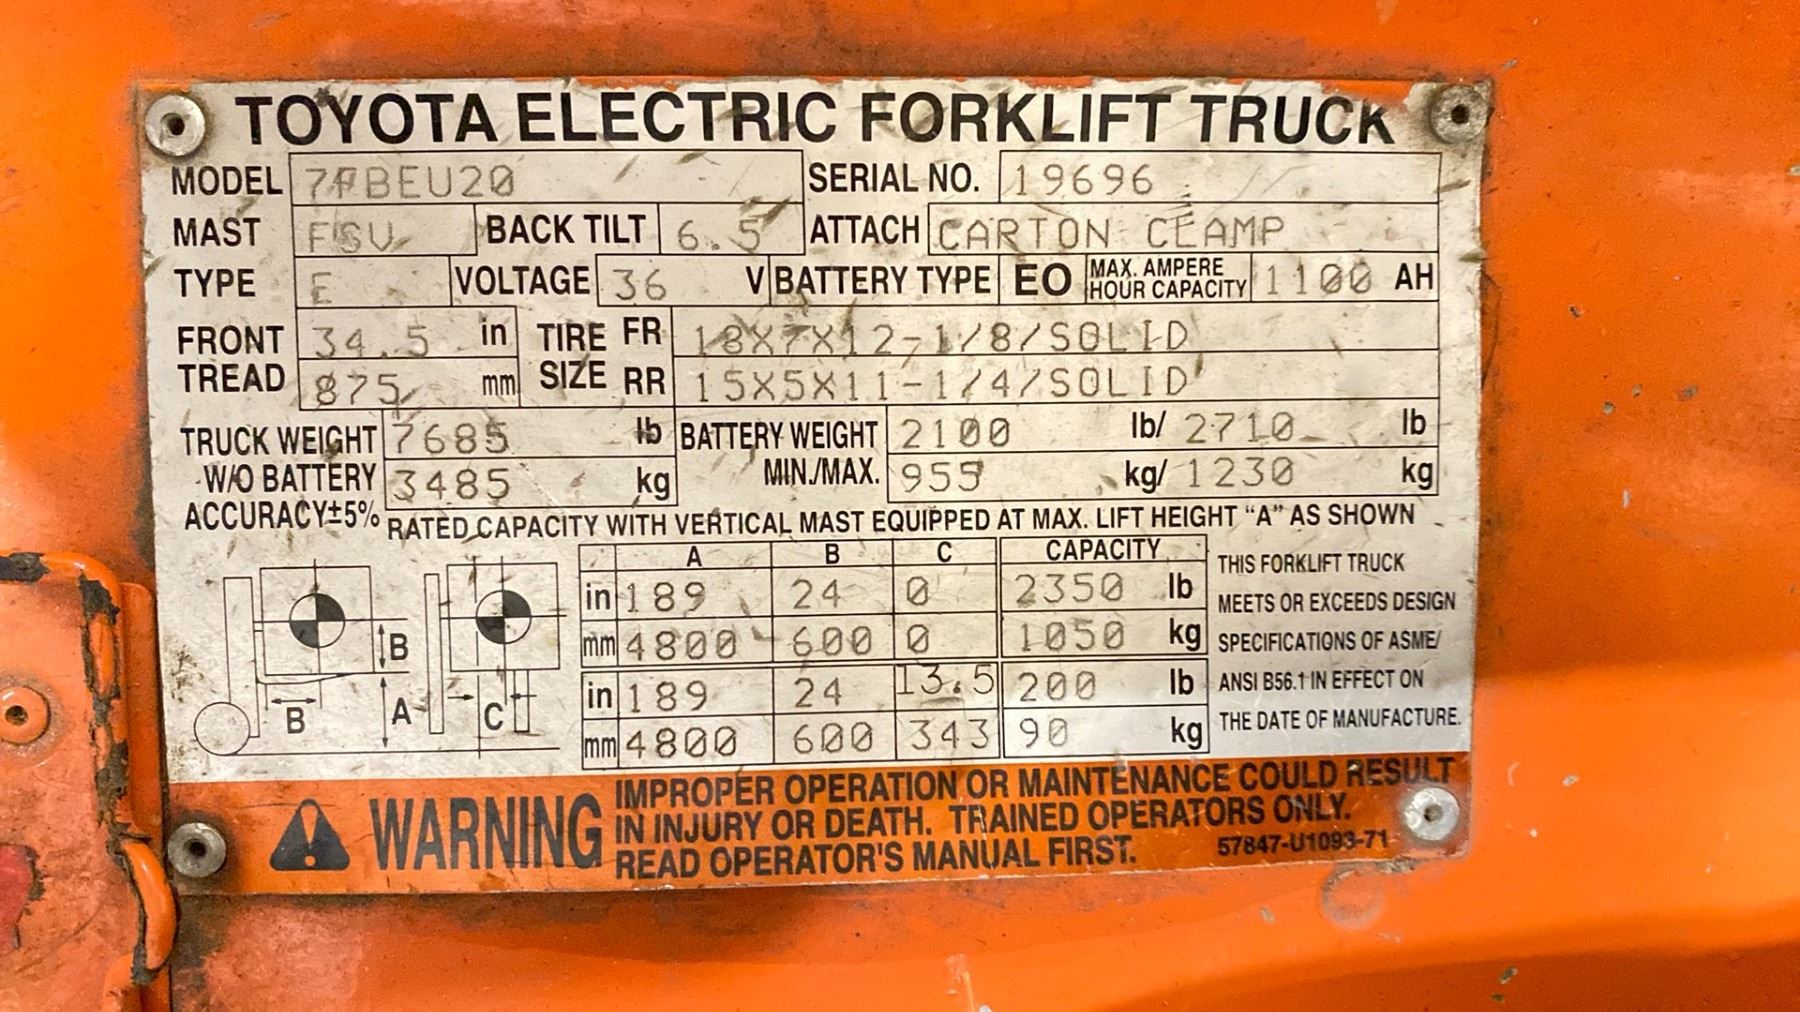 TOYOTA ELECTRIC FORKLIFT TRUCK
MODEL 7FBEU20 SERIAL NO. 19696
MAST FSV BACK TILT 6.5 ATTACH CARTON CLAMP
TYPE E VOLTAGE 36 V BATTERY TYPE EO MAX. AMPERE HOUR CAPACITY 1100 AH
FRONT TREAD 34.5 in TIRE SIZE FR 18X7X12-1/8/SOLID
875 mm RR 15X5X11-1/4/SOLID
TRUCK WEIGHT 7685 lb BATTERY WEIGHT 2100 lb/ 2710 lb
W/O BATTERY 3485 kg MIN./MAX. 955 kg/ 1230 kg
ACCURACY±5% RATED CAPACITY WITH VERTICAL MAST EQUIPPED AT MAX. LIFT HEIGHT "A" AS SHOWN
A B C CAPACITY
in 189 24 0 2350 lb
mm 4800 600 0 1050 kg
in 189 24 13.5 200 lb
mm 4800 600 343 90 kg
B
B A C
THIS FORKLIFT TRUCK
MEETS OR EXCEEDS DESIGN
SPECIFICATIONS OF ASME/
ANSI B56.1 IN EFFECT ON
THE DATE OF MANUFACTURE.
WARNING
IMPROPER OPERATION OR MAINTENANCE COULD RESULT
IN INJURY OR DEATH. TRAINED OPERATORS ONLY.
READ OPERATOR'S MANUAL FIRST.
57847-U1093-71